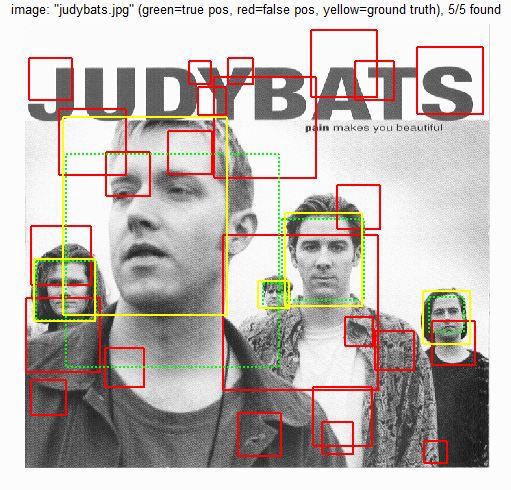 image: "judybats.jpg" (green=true pos, red=false pos, yellow=ground truth), 5/5 found
JUDYBATS
pain makes you beautiful